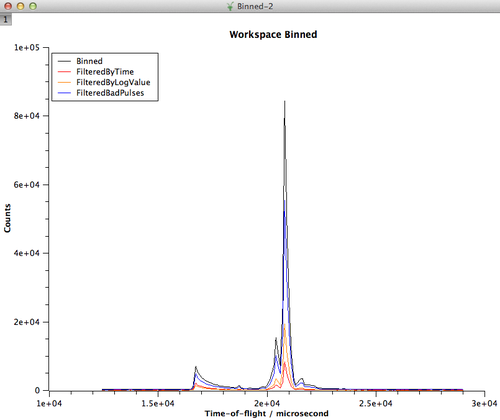 Binned-2
1
Workspace Binned
1e+05
8e+04
6e+04
4e+04
2e+04
0
Counts
Binned
FilteredByTime
FilteredByLogValue
FilteredBadPulses
1e+04
1.5e+04
2e+04
2.5e+04
3e+04
Time-of-flight / microsecond